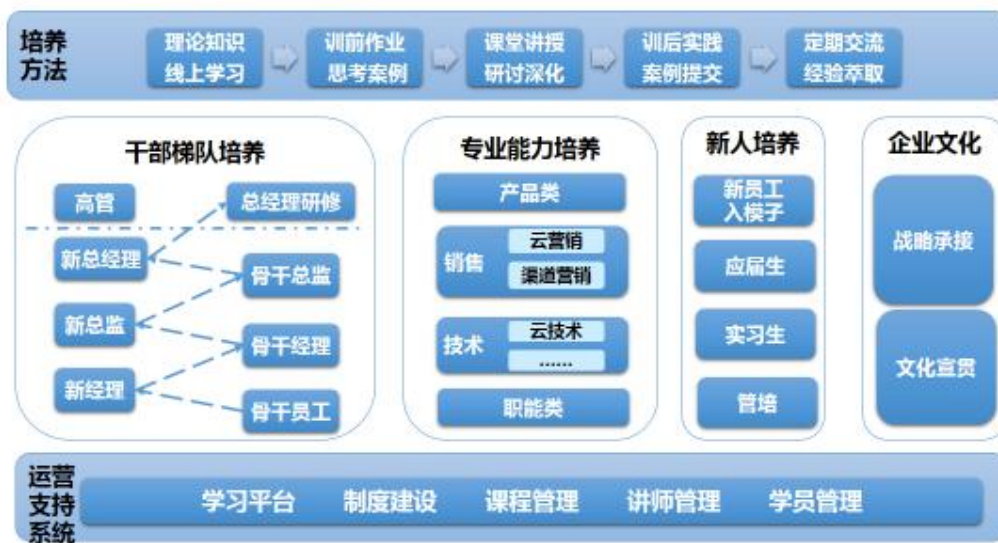 培养
方法
理论知识
线上学习
训前作业
思考案例
课堂讲授
研讨深化
训后实践
案例提交
定期交流
经验萃取
干部梯队培养
高管
总经理研修
新总经理
骨干总监
新总监
骨干经理
新经理
骨干员工
专业能力培养
产品类
销售
云营销
渠道营销
技术
云技术
……
职能类
新人培养
新员工
入模子
应届生
实习生
管培
企业文化
战略承接
文化宣贯
运营
支持
系统
学习平台 制度建设 课程管理 讲师管理 学员管理